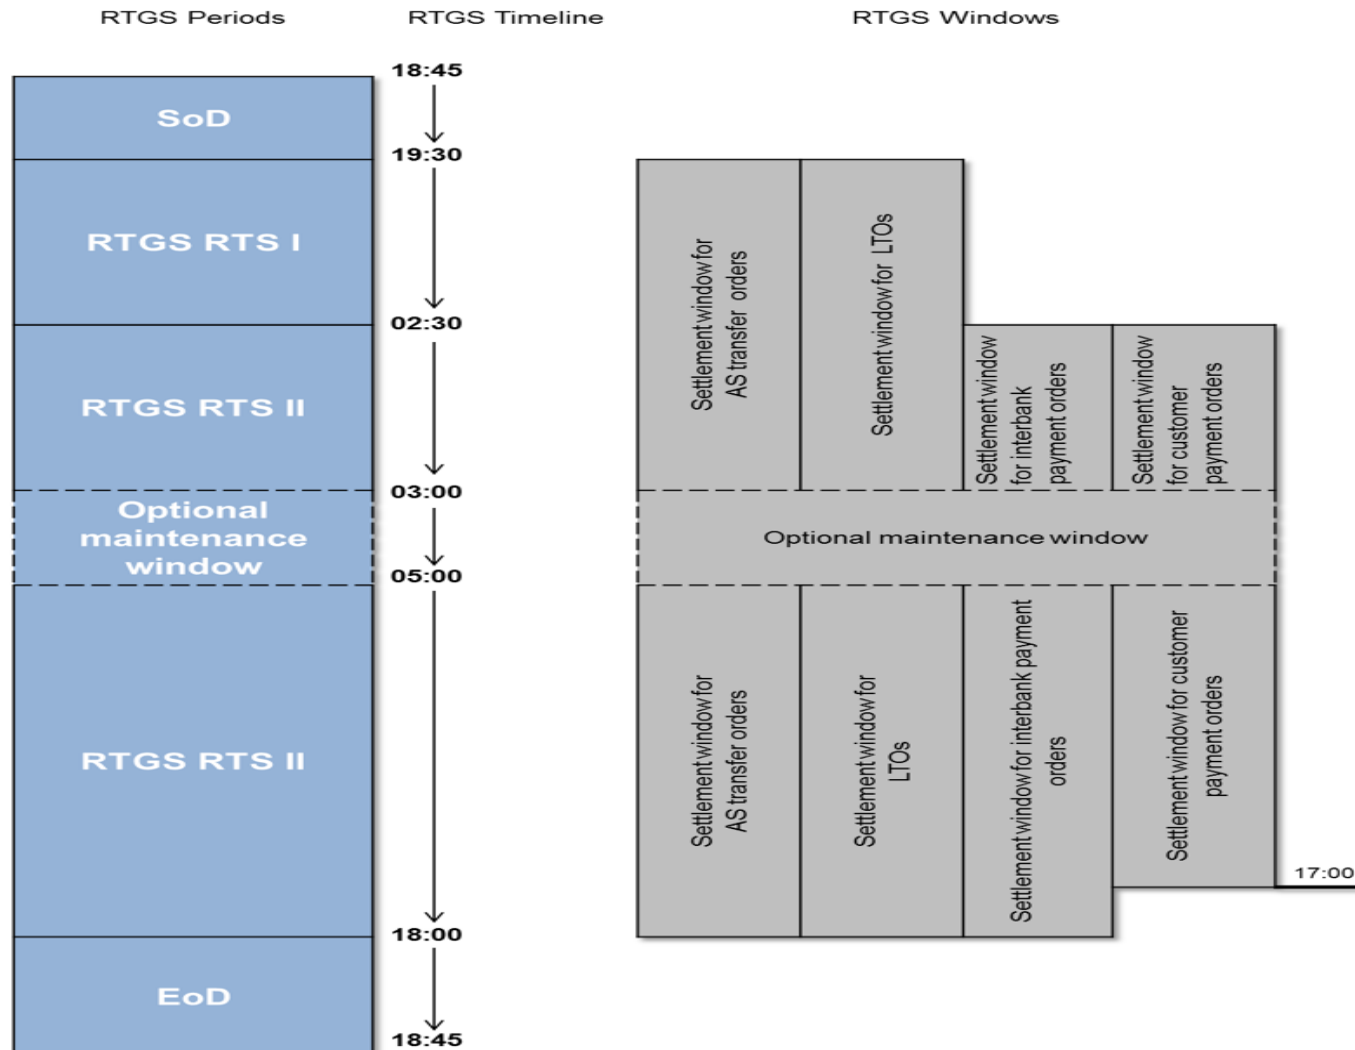 RTGS Periods
RTGS Timeline
RTGS Windows
18:45
SoD
19:30
RTGS RTS I
Settlement window for
AS transfer orders
Settlement window for LTOs
02:30
RTGS RTS II
Settlement window
for interbank
payment orders
Settlement window
for customer
payment orders
03:00
Optional
maintenance
window
Optional maintenance window
05:00
RTGS RTS II
Settlement window for
AS transfer orders
Settlement window for
LTOs
Settlement window for interbank payment
orders
Settlement window for customer
payment orders
17:00
18:00
EoD
18:45